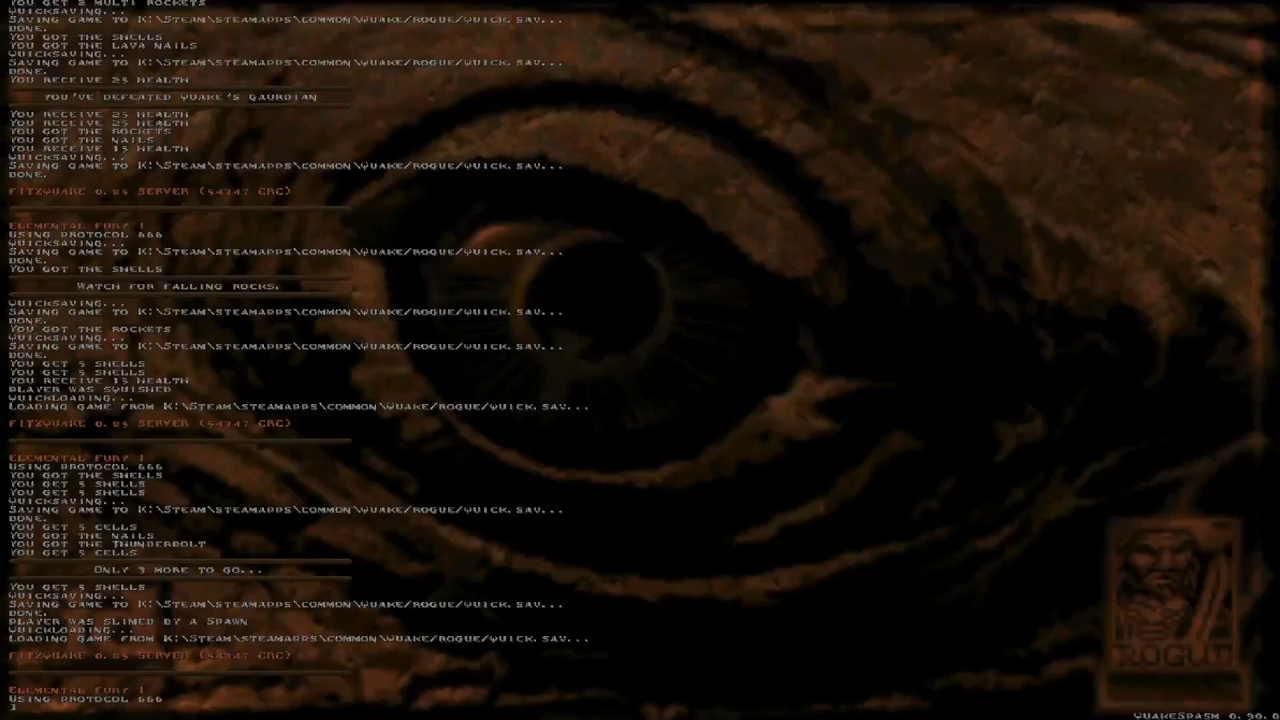 YOU GET 2 MULTI ROCKETS
QUICKSAVING...
SAVING GAME TO K:\STEAM\STEAMAPPS\COMMON\QUAKE/ROGUE/QUICK.SAV...
DONE.
YOU GOT THE SHELLS
YOU GOT THE LAVA NAILS
QUICKSAVING...
SAVING GAME TO K:\STEAM\STEAMAPPS\COMMON\QUAKE/ROGUE/QUICK.SAV...
DONE.
YOU RECEIVE 25 HEALTH
YOU'VE DEFEATED QUAKE'S GAURDIAN
YOU RECEIVE 25 HEALTH
YOU RECEIVE 25 HEALTH
YOU GOT THE ROCKETS
YOU GOT THE NAILS
YOU RECEIVE 15 HEALTH
QUICKSAVING...
SAVING GAME TO K:\STEAM\STEAMAPPS\COMMON\QUAKE/ROGUE/QUICK.SAV...
DONE.
FITZQUAKE 0.85 SERVER (54747 CRC)
ELEMENTAL FURY I
USING PROTOCOL 666
QUICKSAVING...
SAVING GAME TO K:\STEAM\STEAMAPPS\COMMON\QUAKE/ROGUE/QUICK.SAV...
DONE.
YOU GOT THE SHELLS
WATCH FOR FALLING ROCKS.
QUICKSAVING...
SAVING GAME TO K:\STEAM\STEAMAPPS\COMMON\QUAKE/ROGUE/QUICK.SAV...
DONE.
YOU GOT THE ROCKETS
QUICKSAVING...
SAVING GAME TO K:\STEAM\STEAMAPPS\COMMON\QUAKE/ROGUE/QUICK.SAV...
DONE.
YOU GET 5 SHELLS
YOU GET 5 SHELLS
YOU RECEIVE 15 HEALTH
PLAYER WAS SQUISHED
QUICKLOADING...
LOADING GAME FROM K:\STEAM\STEAMAPPS\COMMON\QUAKE/ROGUE/QUICK.SAV...
FITZQUAKE 0.85 SERVER (54747 CRC)
ELEMENTAL FURY I
USING PROTOCOL 666
YOU GOT THE SHELLS
YOU GET 5 SHELLS
YOU GET 5 SHELLS
QUICKSAVING...
SAVING GAME TO K:\STEAM\STEAMAPPS\COMMON\QUAKE/ROGUE/QUICK.SAV...
DONE.
YOU GET 5 CELLS
YOU GOT THE NAILS
YOU GOT THE THUNDERBOLT
YOU GET 5 CELLS
ONLY 3 MORE TO GO...
YOU GET 5 SHELLS
QUICKSAVING...
SAVING GAME TO K:\STEAM\STEAMAPPS\COMMON\QUAKE/ROGUE/QUICK.SAV...
DONE.
PLAYER WAS SLIMED BY A SPAWN
QUICKLOADING...
LOADING GAME FROM K:\STEAM\STEAMAPPS\COMMON\QUAKE/ROGUE/QUICK.SAV...
FITZQUAKE 0.85 SERVER (54747 CRC)
ELEMENTAL FURY I
USING PROTOCOL 666
]
ROGUE
QUAKESPASM 0.90.0